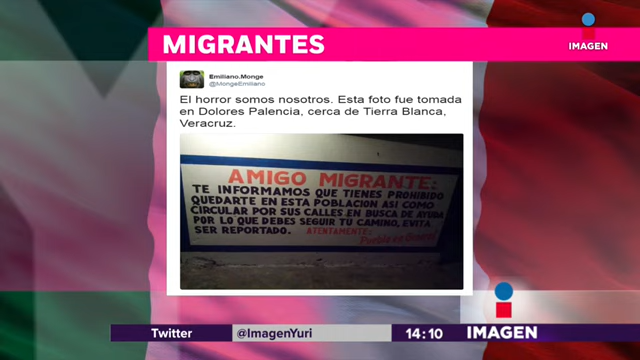 MIGRANTES
IMAGEN
Emiliano.Monge
@MongeEmiliano
El horror somos nosotros. Esta foto fue tomada
en Dolores Palencia, cerca de Tierra Blanca,
Veracruz.
AMIGO MIGRANTE:
TE INFORMAMOS QUE TIENES PROHIBIDO
QUEDARTE EN ESTA POBLACION ASI COMO
CIRCULAR POR SUS CALLES EN BUSCA DE AYUDA
POR LO QUE DEBES SEGUIR TU CAMINO, EVITA
SER REPORTADO. ATENTAMENTE:
Twitter @ImagenYuri 14:10 IMAGEN